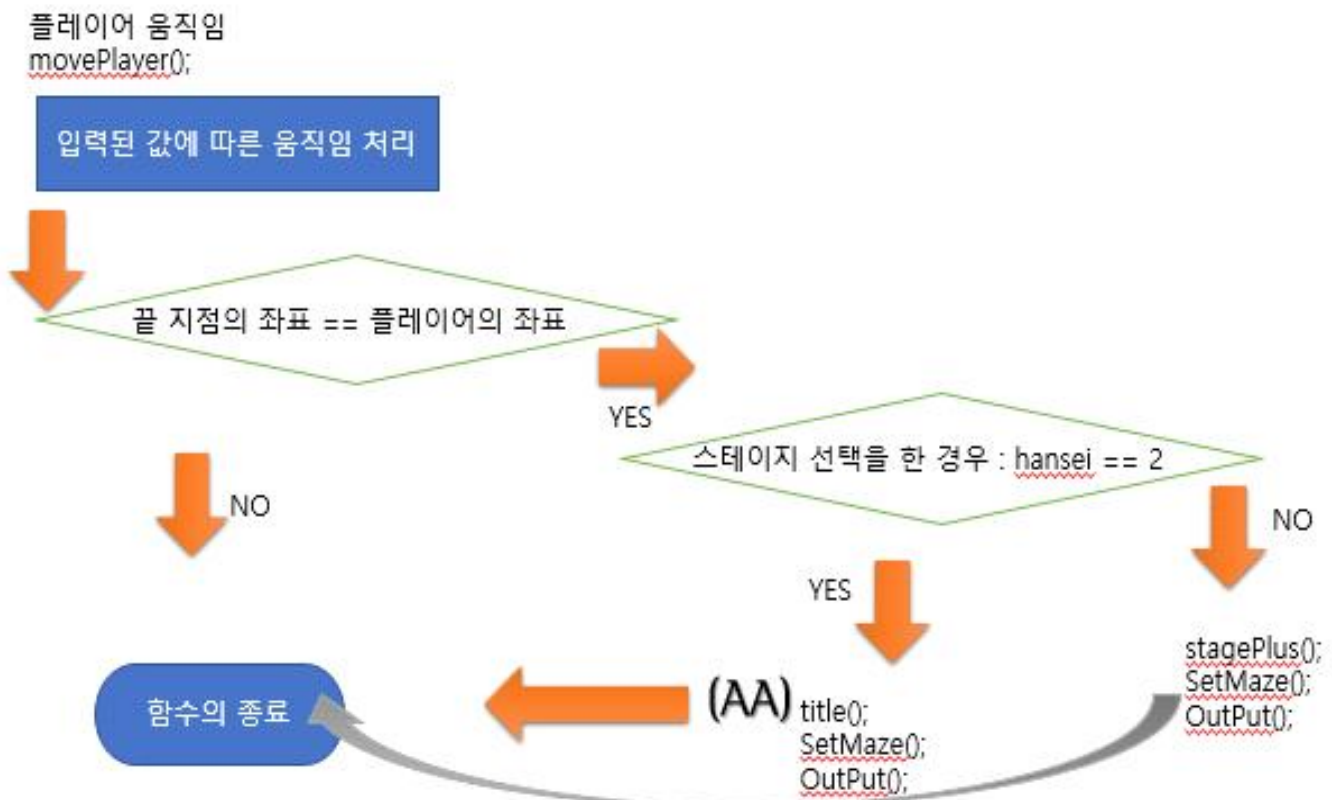 플레이어 움직임
movePlayer();
입력된 값에 따른 움직임 처리
끝 지점의 좌표 == 플레이어의 좌표
YES
스테이지 선택을 한 경우 : hansei == 2
NO
NO
YES
stagePlus();
SetMaze();
OutPut();
함수의 종료
(AA)
title();
SetMaze();
OutPut();